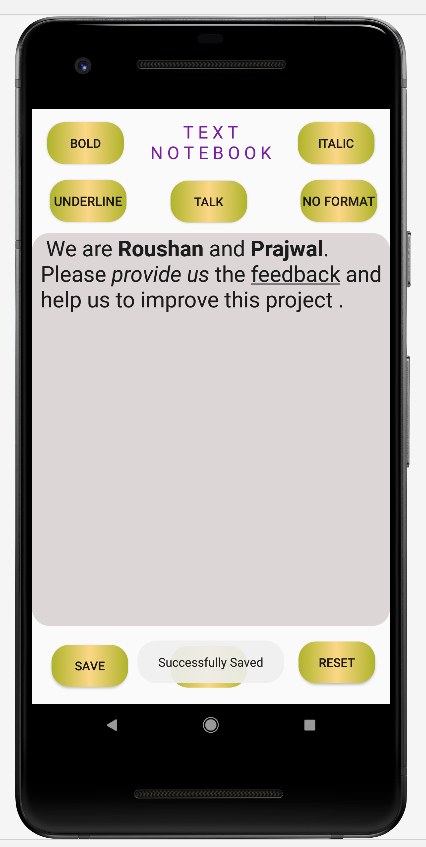 BOLD
TEXT
NOTEBOOK
ITALIC
UNDERLINE
TALK
NO FORMAT
We are Roushan and Prajwal.
Please provide us the feedback and
help us to improve this project .
SAVE
Successfully Saved
RESET